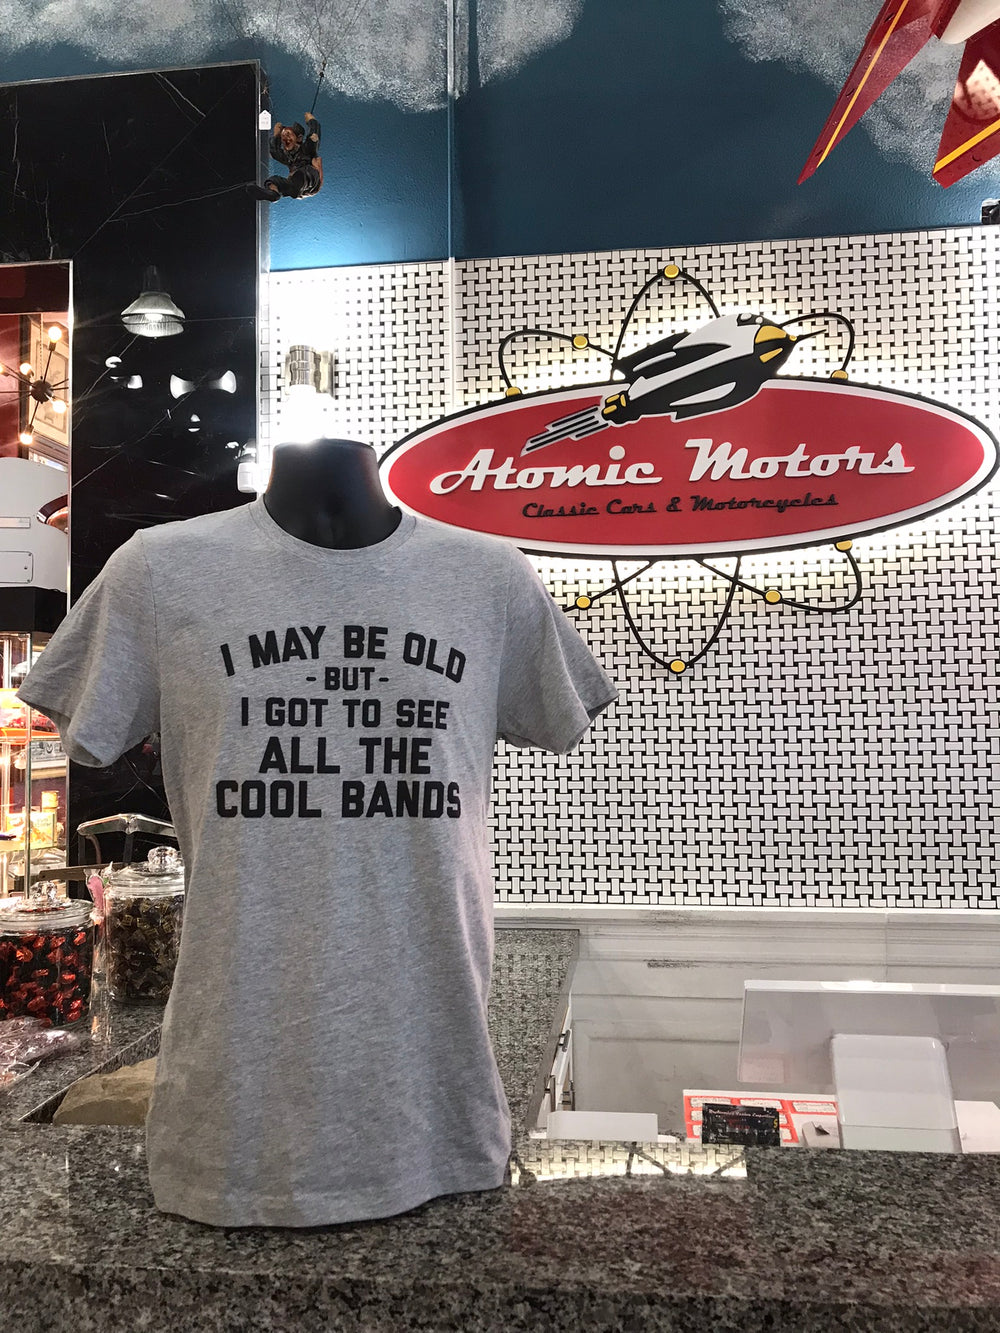 Atomic Motors
Classic Cars & Motorcycles
I MAY BE OLD
- BUT -
I GOT TO SEE
ALL THE
COOL BANDS